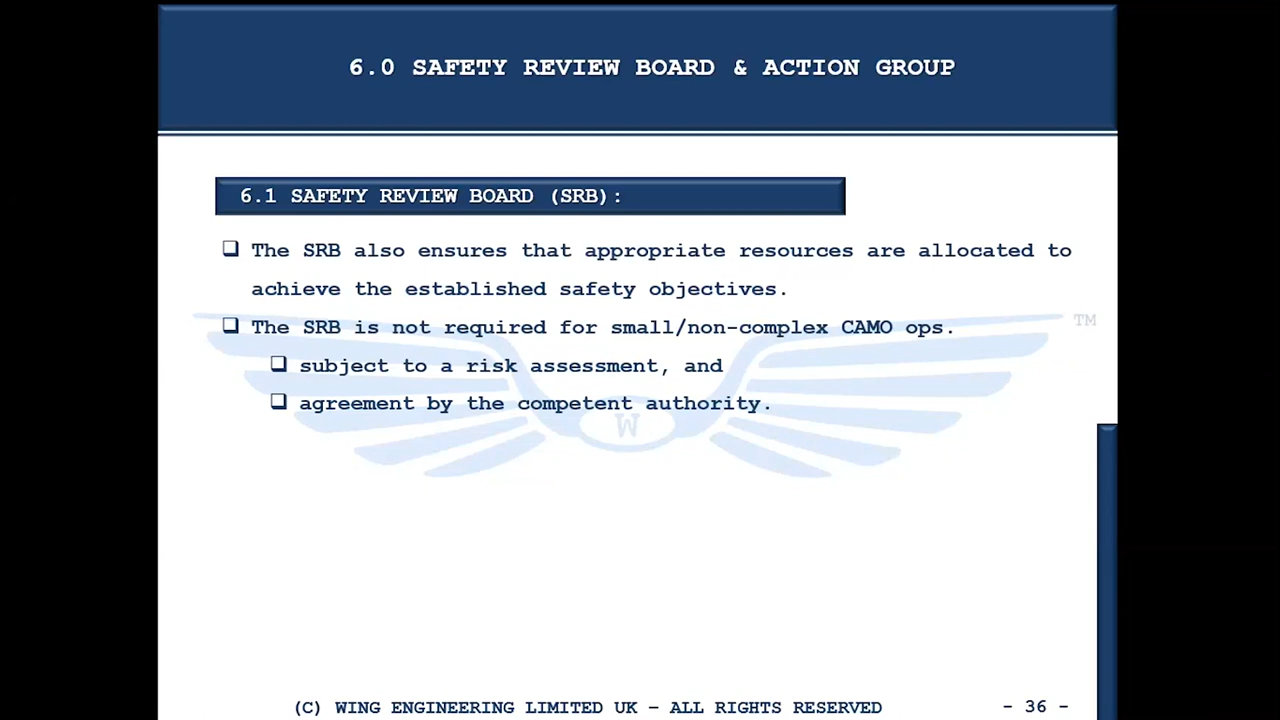 6.0 SAFETY REVIEW BOARD & ACTION GROUP
6.1 SAFETY REVIEW BOARD (SRB):
❑ The SRB also ensures that appropriate resources are allocated to
achieve the established safety objectives.
❑ The SRB is not required for small/non-complex CAMO ops.
TM
❑ subject to a risk assessment, and
❑ agreement by the competent authority.
W
(C) WING ENGINEERING LIMITED UK – ALL RIGHTS RESERVED
- 36 -